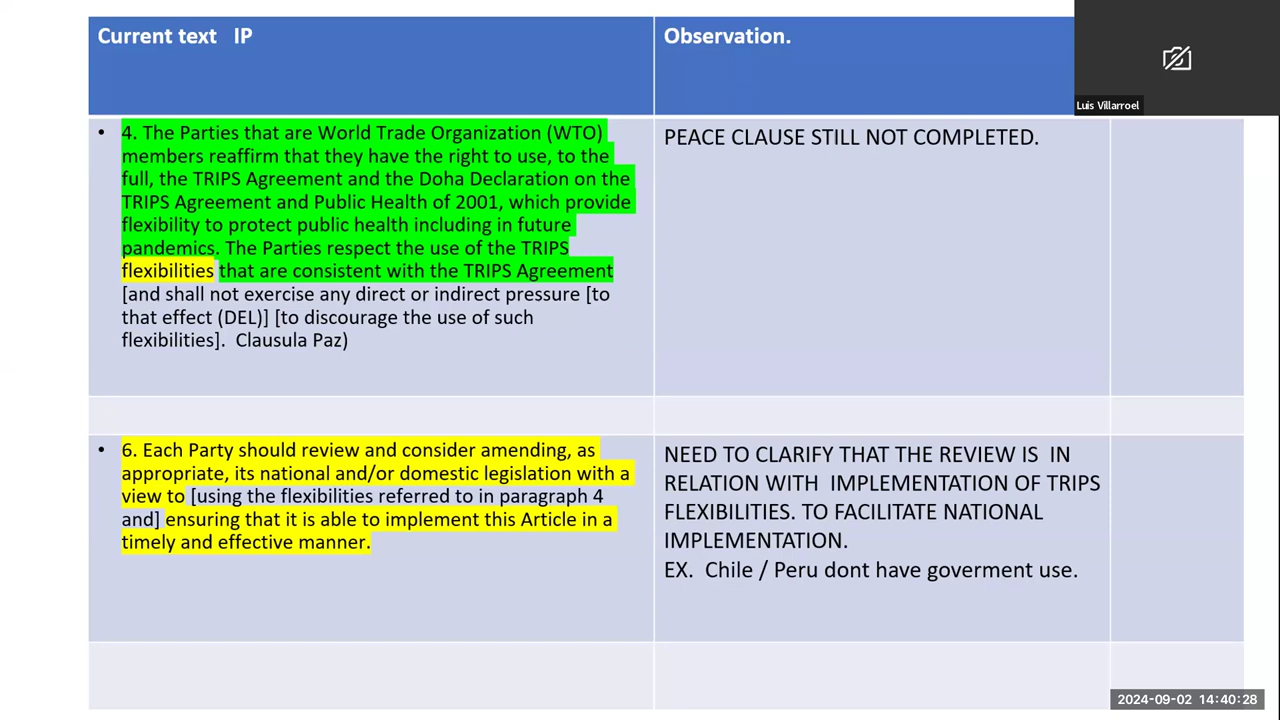 Current text   IP
Observation.
Luis Villarroel
• 4. The Parties that are World Trade Organization (WTO)
members reaffirm that they have the right to use, to the
full, the TRIPS Agreement and the Doha Declaration on the
TRIPS Agreement and Public Health of 2001, which provide
flexibility to protect public health including in future
pandemics. The Parties respect the use of the TRIPS
flexibilities that are consistent with the TRIPS Agreement
[and shall not exercise any direct or indirect pressure [to
that effect (DEL)] [to discourage the use of such
flexibilities].  Clausula Paz)
PEACE CLAUSE STILL NOT COMPLETED.
• 6. Each Party should review and consider amending, as
appropriate, its national and/or domestic legislation with a
view to [using the flexibilities referred to in paragraph 4
and] ensuring that it is able to implement this Article in a
timely and effective manner.
NEED TO CLARIFY THAT THE REVIEW IS  IN
RELATION WITH  IMPLEMENTATION OF TRIPS
FLEXIBILITIES. TO FACILITATE NATIONAL
IMPLEMENTATION.
EX.  Chile / Peru dont have goverment use.
2024-09-02 14:40:28